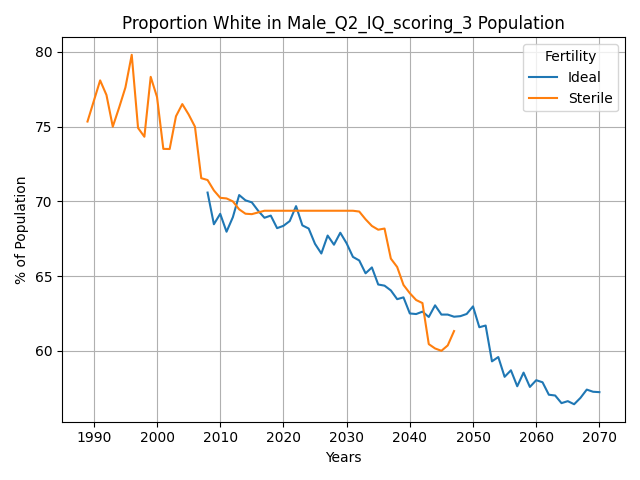 Proportion White in Male_Q2_IQ_scoring_3 Population
Fertility
Ideal
Sterile
% of Population
80
75
70
65
60
1990 2000 2010 2020 2030 2040 2050 2060 2070
Years